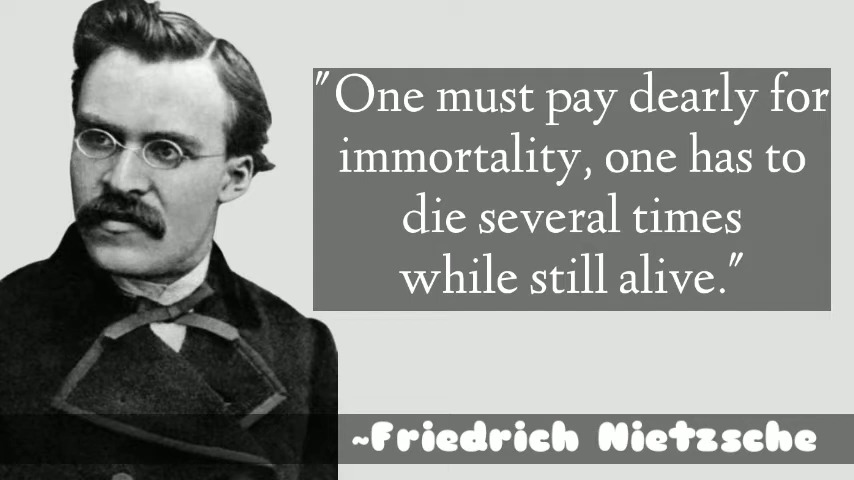 "One must pay dearly for
immortality, one has to
die several times
while still alive."
~Friedrich Nietzsche